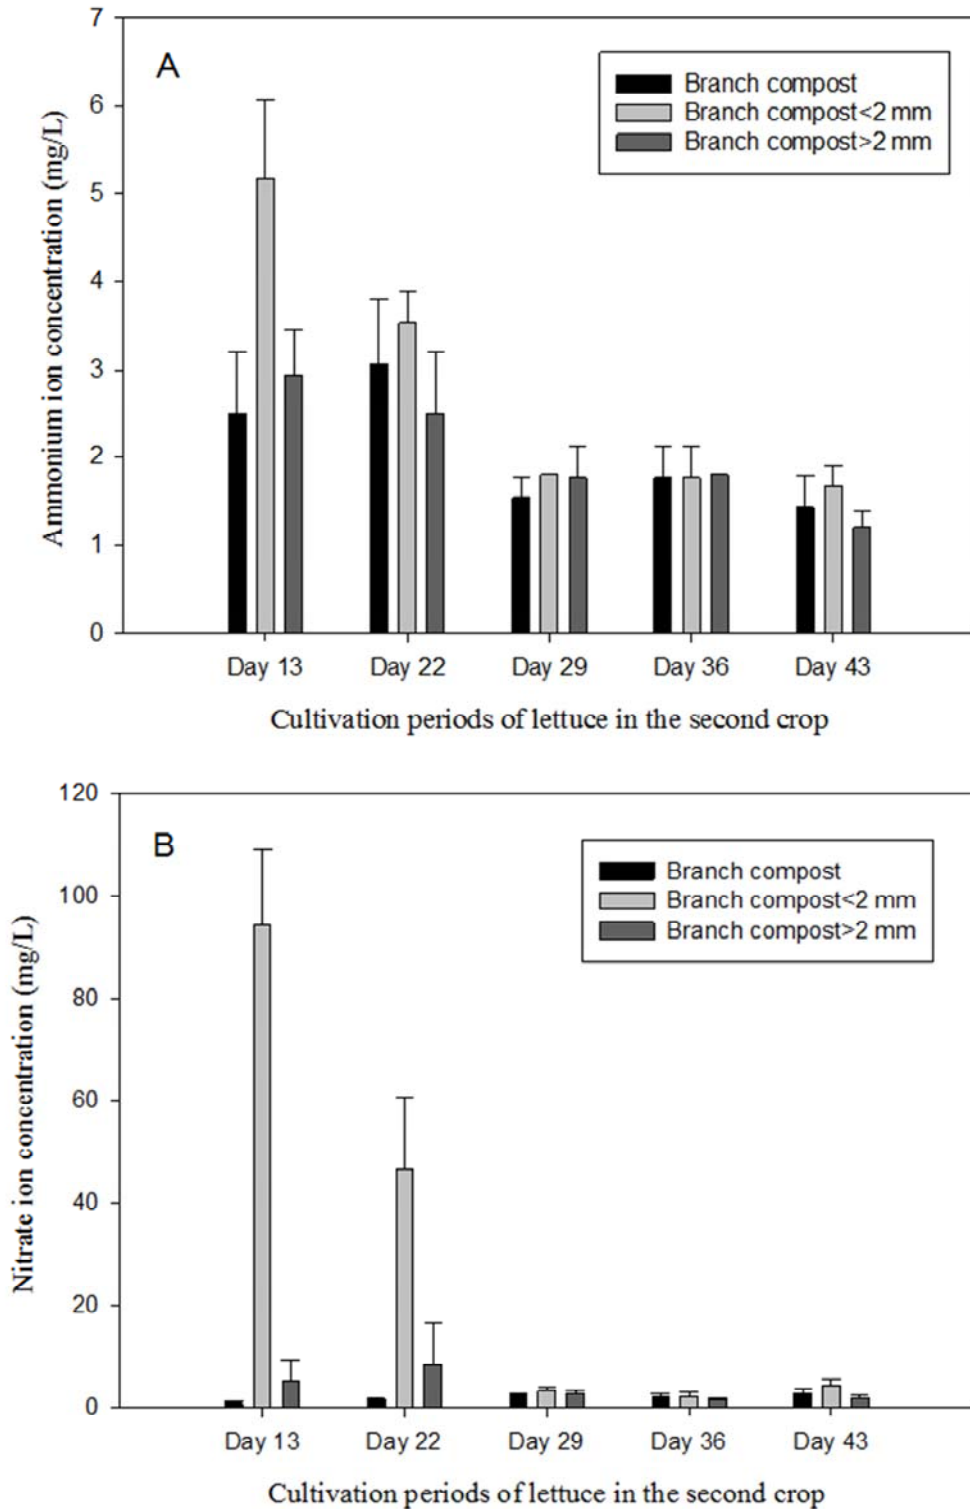 A
Ammonium ion concentration (mg/L)
7
6
5
4
3
2
1
0
Branch compost
Branch compost<2 mm
Branch compost>2 mm
Day 13 Day 22 Day 29 Day 36 Day 43
Cultivation periods of lettuce in the second crop
B
Nitrate ion concentration (mg/L)
120
100
80
60
40
20
0
Branch compost
Branch compost<2 mm
Branch compost>2 mm
Day 13 Day 22 Day 29 Day 36 Day 43
Cultivation periods of lettuce in the second crop